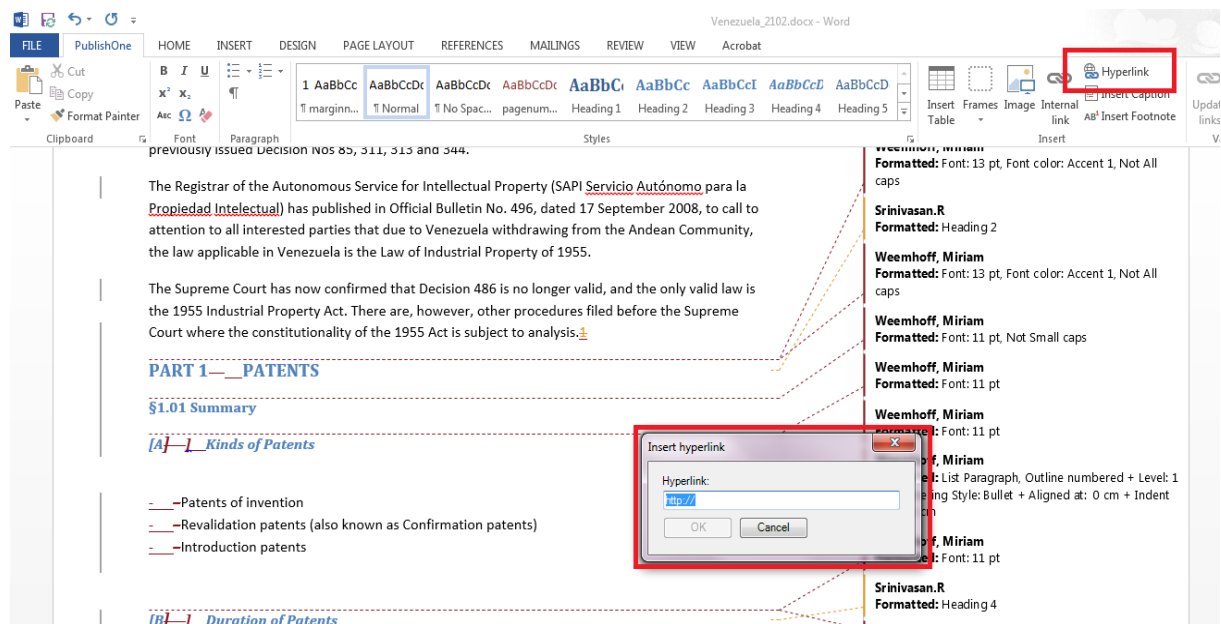 Venezuela_2102.docx - Word
FILE PublishOne HOME INSERT DESIGN PAGE LAYOUT REFERENCES MAILINGS REVIEW VIEW Acrobat
Paste
Cut
Copy
Format Painter
Clipboard
B I U
x² x₂ ¶
ABC Ω
Font
Paragraph
1 AaBbCc AaBbCcDc AaBbCcDc AaBbCcDc AaBbC AaBbCc AaBbCcI AaBbCcD AaBbCcD
¶ marginn... ¶ Normal ¶ No Spac... pagenum... Heading 1 Heading 2 Heading 3 Heading 4 Heading 5
Styles
Insert Table
Frames
Image
Internal link
Hyperlink
Insert Caption
AB¹ Insert Footnote
Insert
Updat
links
previously issued Decision Nos 85, 311, 313 and 344.
The Registrar of the Autonomous Service for Intellectual Property (SAPI Servicio Autónomo para la
Propiedad Intelectual) has published in Official Bulletin No. 496, dated 17 September 2008, to call to
attention to all interested parties that due to Venezuela withdrawing from the Andean Community,
the law applicable in Venezuela is the Law of Industrial Property of 1955.
The Supreme Court has now confirmed that Decision 486 is no longer valid, and the only valid law is
the 1955 Industrial Property Act. There are, however, other procedures filed before the Supreme
Court where the constitutionality of the 1955 Act is subject to analysis.1
PART 1—__PATENTS
§1.01 Summary
[A]—]__Kinds of Patents
-___–Patents of invention
-___–Revalidation patents (also known as Confirmation patents)
-___–Introduction patents
[B]—]__Duration of Patents
Weemhoff, Miriam
Formatted: Font: 13 pt, Font color: Accent 1, Not All
caps
Srinivasan.R
Formatted: Heading 2
Weemhoff, Miriam
Formatted: Font: 13 pt, Font color: Accent 1, Not All
caps
Weemhoff, Miriam
Formatted: Font: 11 pt, Not Small caps
Weemhoff, Miriam
Formatted: Font: 11 pt
Weemhoff, Miriam
Formatted: Font: 11 pt
f, Miriam
d: List Paragraph, Outline numbered + Level: 1
ing Style: Bullet + Aligned at: 0 cm + Indent
cm
ff, Miriam
d: Font: 11 pt
Srinivasan.R
Formatted: Heading 4
Insert hyperlink
X
Hyperlink:
http://
OK Cancel